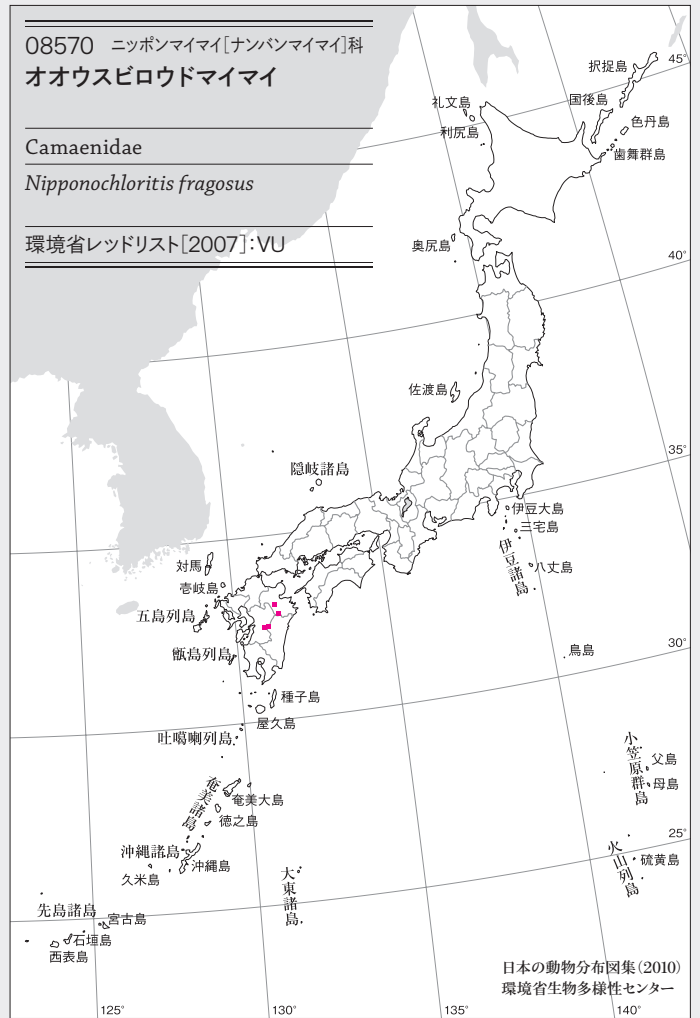 08570 ニッポンマイマイ[ナンバンマイマイ]科
オオウスビロウドマイマイ
Camaenidae
Nipponochloritis fragosus
環境省レッドリスト[2007]:VU
択捉島
45°
礼文島
国後島
利尻島
色丹島
歯舞群島
奥尻島
40°
佐渡島
35°
隠岐諸島
伊豆大島
三宅島
伊豆諸島
八丈島
対馬
壱岐島
五島列島
甑島列島
鳥島
30°
種子島
屋久島
吐噶喇列島
小笠原群島
父島
母島
奄美諸島
奄美大島
徳之島
25°
沖縄諸島
沖縄島
久米島
火山列島
硫黄島
大東諸島
先島諸島
宮古島
石垣島
西表島
日本の動物分布図集(2010)
環境省生物多様性センター
125°
130°
135°
140°